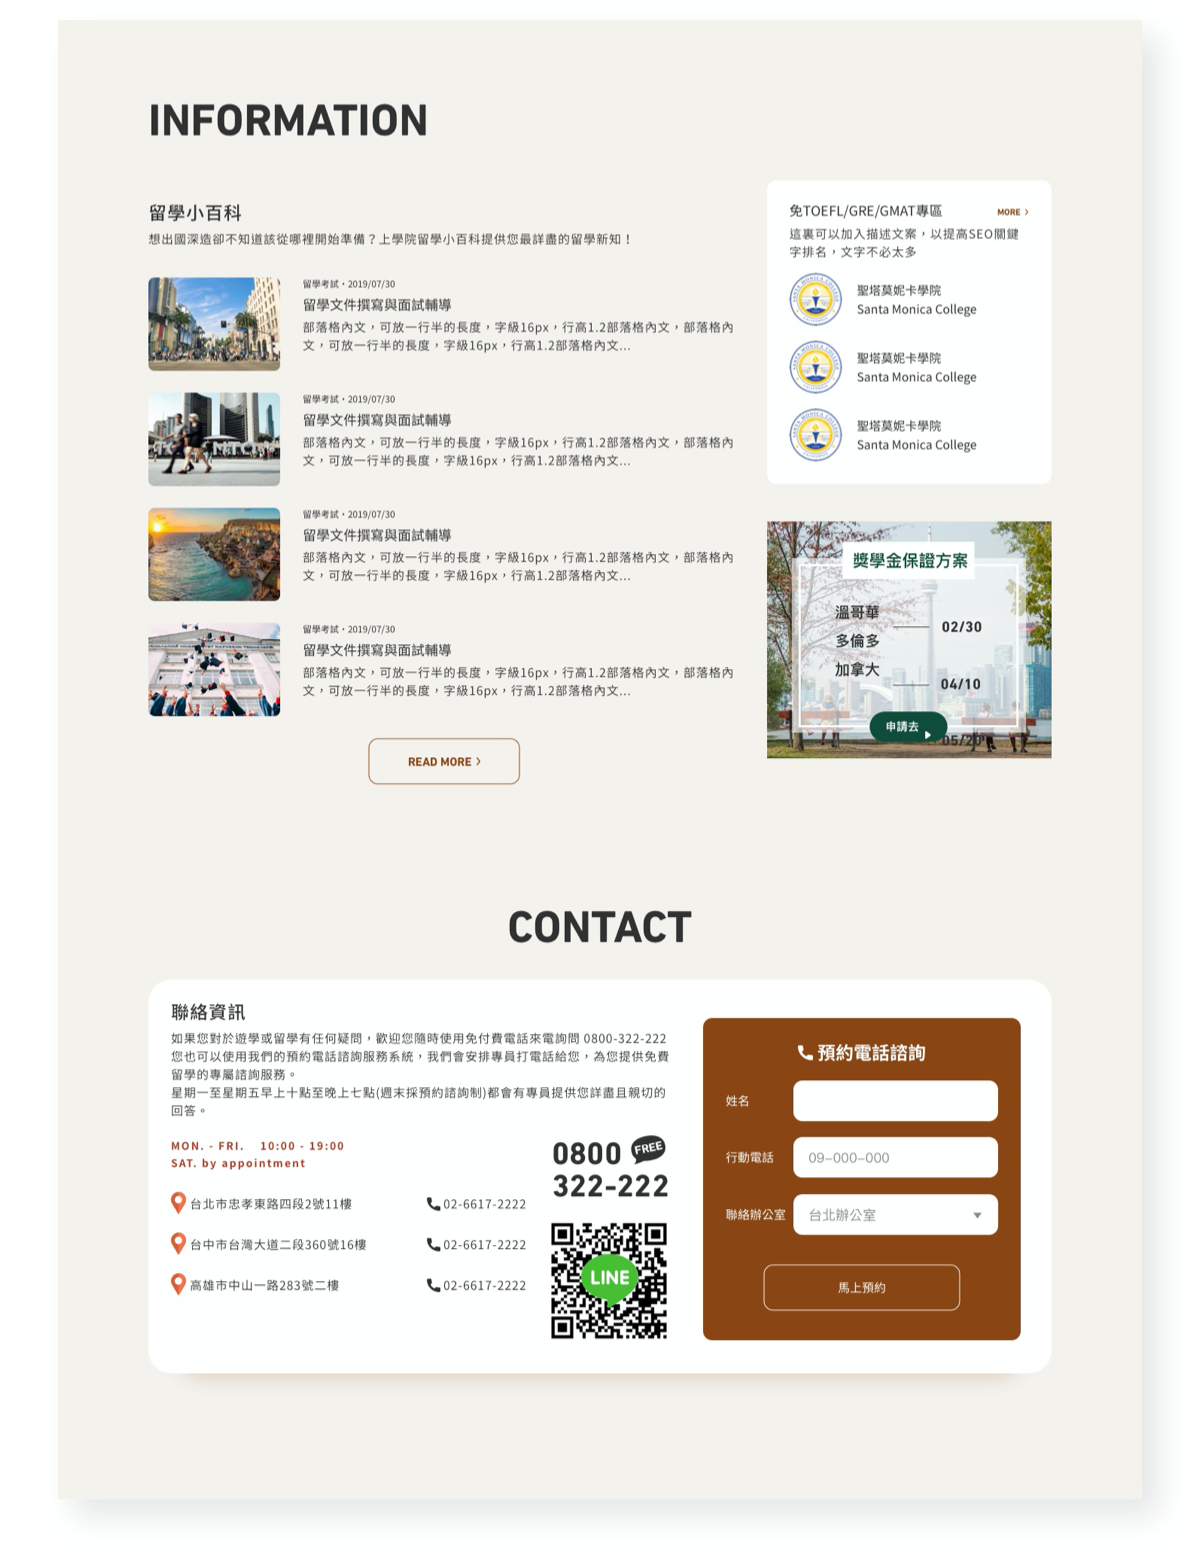 INFORMATION
留學小百科
想出國深造卻不知道該從哪裡開始準備？上學院留學小百科提供您最詳盡的留學新知！
留學考試・2019/07/30
留學文件撰寫與面試輔導
部落格內文，可放一行半的長度，字級16px，行高1.2部落格內文，部落格內
文，可放一行半的長度，字級16px，行高1.2部落格內文...
留學考試・2019/07/30
留學文件撰寫與面試輔導
部落格內文，可放一行半的長度，字級16px，行高1.2部落格內文，部落格內
文，可放一行半的長度，字級16px，行高1.2部落格內文...
留學考試・2019/07/30
留學文件撰寫與面試輔導
部落格內文，可放一行半的長度，字級16px，行高1.2部落格內文，部落格內
文，可放一行半的長度，字級16px，行高1.2部落格內文...
留學考試・2019/07/30
留學文件撰寫與面試輔導
部落格內文，可放一行半的長度，字級16px，行高1.2部落格內文，部落格內
文，可放一行半的長度，字級16px，行高1.2部落格內文...
READ MORE >
免TOEFL/GRE/GMAT專區
MORE >
這裏可以加入描述文案，以提高SEO關鍵
字排名，文字不必太多
SANTA MONICA COLLEGE
聖塔莫妮卡學院
Santa Monica College
SANTA MONICA COLLEGE
聖塔莫妮卡學院
Santa Monica College
SANTA MONICA COLLEGE
聖塔莫妮卡學院
Santa Monica College
獎學金保證方案
溫哥華
02/30
多倫多
加拿大
04/10
申請去
05/20
CONTACT
聯絡資訊
如果您對於遊學或留學有任何疑問，歡迎您隨時使用免付費電話來電詢問 0800-322-222
您也可以使用我們的預約電話諮詢服務系統，我們會安排專員打電話給您，為您提供免費
留學的專屬諮詢服務。
星期一至星期五早上十點至晚上七點(週末採預約諮詢制)都會有專員提供您詳盡且親切的
回答。
MON. - FRI. 10:00 - 19:00
SAT. by appointment
台北市忠孝東路四段2號11樓
02-6617-2222
台中市台灣大道二段360號16樓
02-6617-2222
高雄市中山一路283號二樓
02-6617-2222
0800 FREE
322-222
LINE
預約電話諮詢
姓名
行動電話
09–000–000
聯絡辦公室
台北辦公室
馬上預約